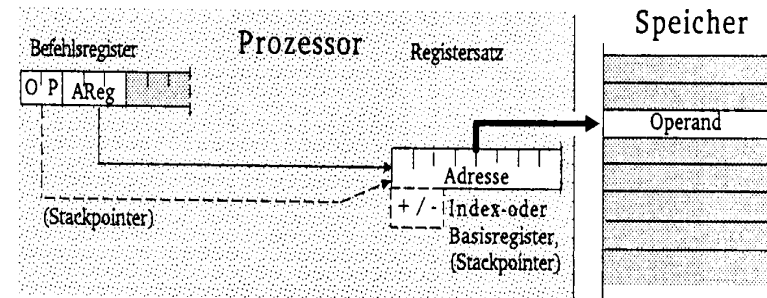 Speicher
Prozessor
Befehlsregister
Registersatz
O P AReg
Operand
Adresse
(Stackpointer)
+ / - Index-oder
Basisregister,
(Stackpointer)